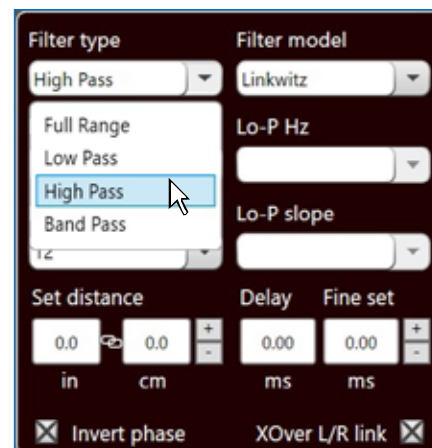 Filter type Filter model
High Pass Linkwitz
Full Range
Low Pass
High Pass
Band Pass
Lo-P Hz
Lo-P slope
12
Set distance Delay Fine set
0.0 0.0 + - 0.00 0.00 + -
in cm ms ms
Invert phase XOver L/R link